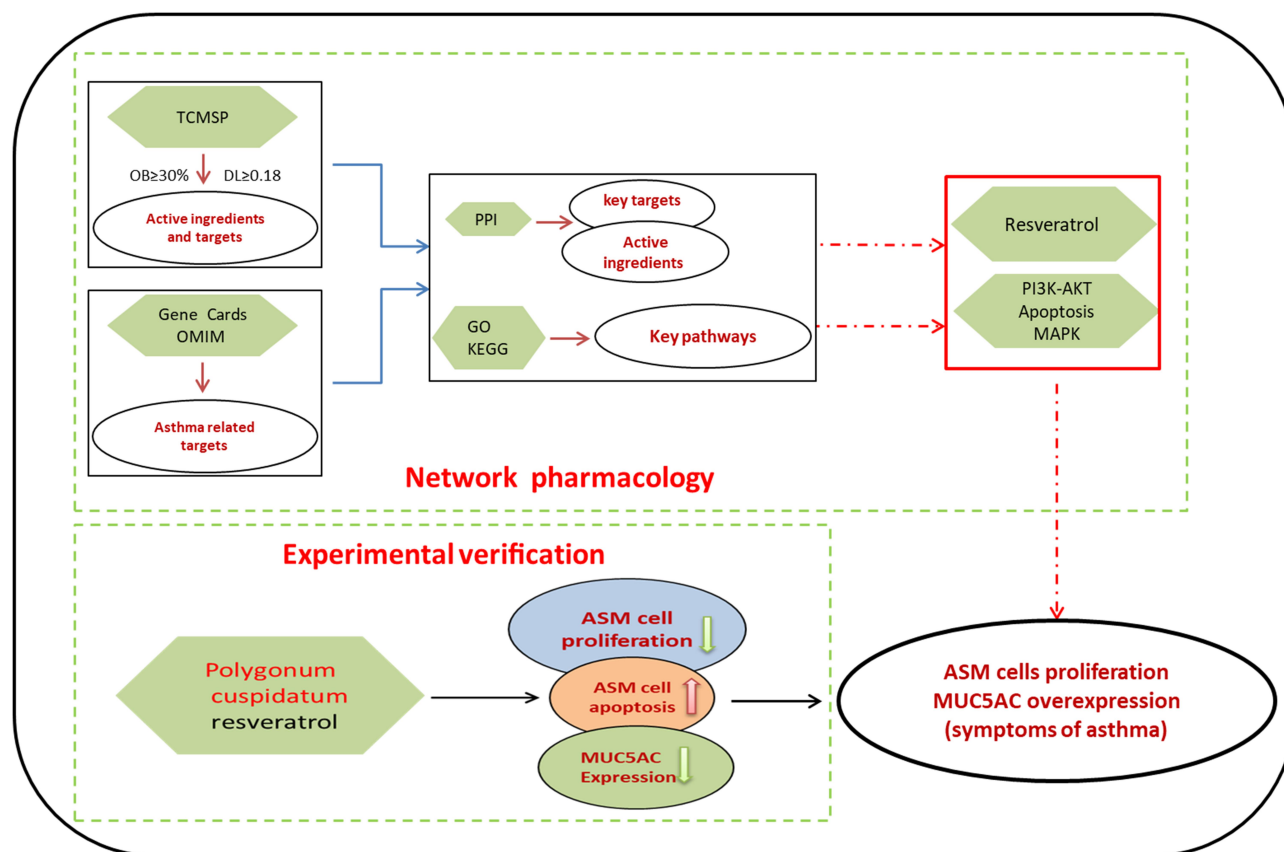 TCMSP
OB≥30% DL≥0.18
Active ingredients
and targets
Gene Cards
OMIM
Asthma related
targets
PPI
key targets
Active
ingredients
GO
KEGG
Key pathways
Resveratrol
PI3K-AKT
Apoptosis
MAPK
Network pharmacology
Experimental verification
Polygonum
cuspidatum
resveratrol
ASM cell
proliferation
ASM cell
apoptosis
MUC5AC
Expression
ASM cells proliferation
MUC5AC overexpression
(symptoms of asthma)